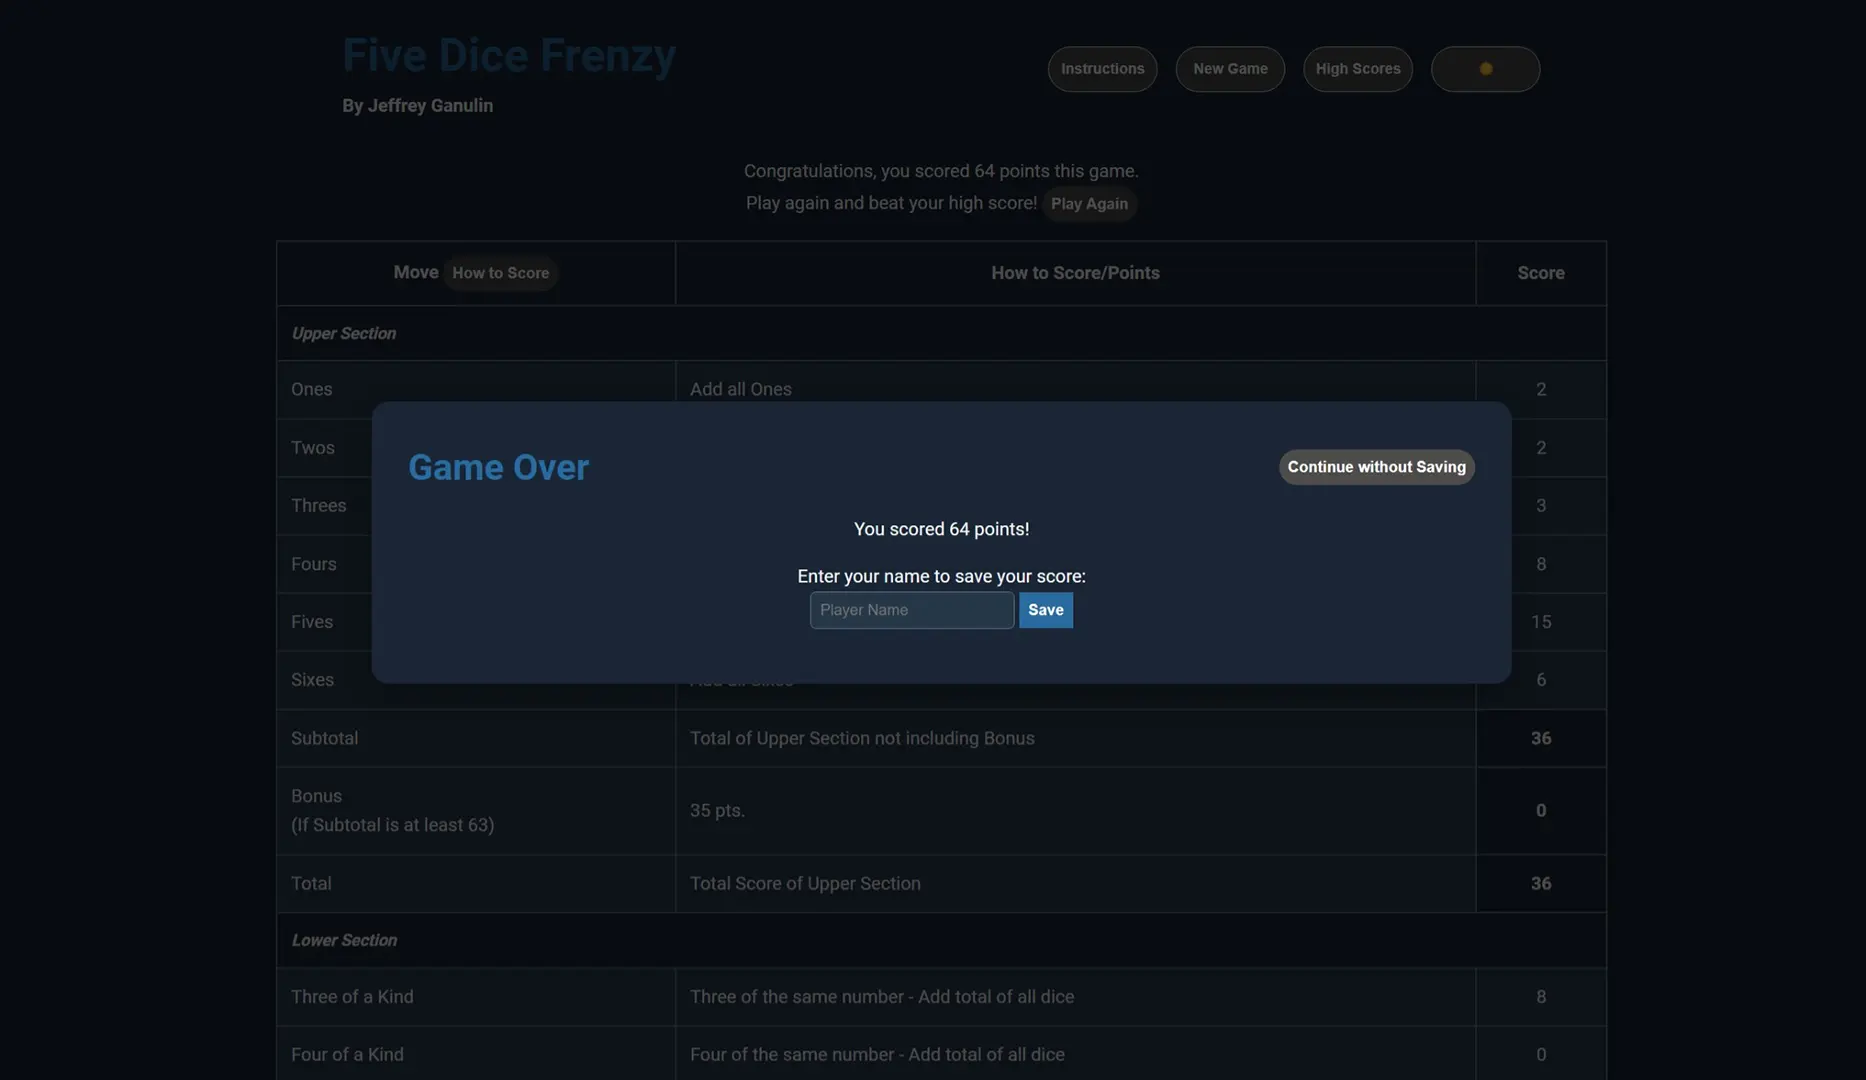 Five Dice Frenzy
By Jeffrey Ganulin
Instructions
New Game
High Scores
Congratulations, you scored 64 points this game.
Play again and beat your high score! Play Again
Move How to Score How to Score/Points Score
Upper Section
Ones Add all Ones 2
Twos 2
Threes 3
Fours 8
Fives 15
Game Over
Continue without Saving
You scored 64 points!
Enter your name to save your score:
Player Name Save
Sixes Add all Sixes 6
Subtotal Total of Upper Section not including Bonus 36
Bonus
(If Subtotal is at least 63) 35 pts. 0
Total Total Score of Upper Section 36
Lower Section
Three of a Kind Three of the same number - Add total of all dice 8
Four of a Kind Four of the same number - Add total of all dice 0